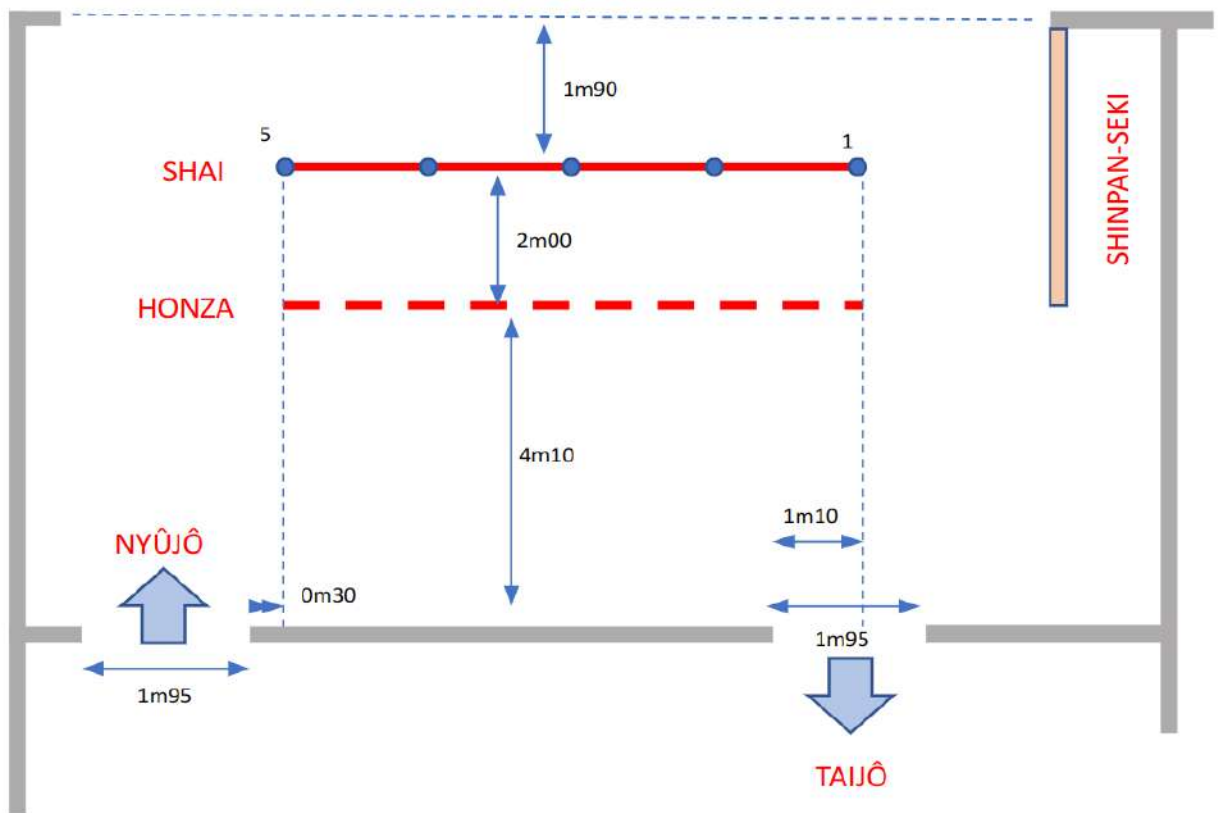 1m90
5
1
SHAI
SHINPAN-SEKI
2m00
HONZA
4m10
1m10
NYÛJÔ
0m30
1m95
1m95
TAIJÔ